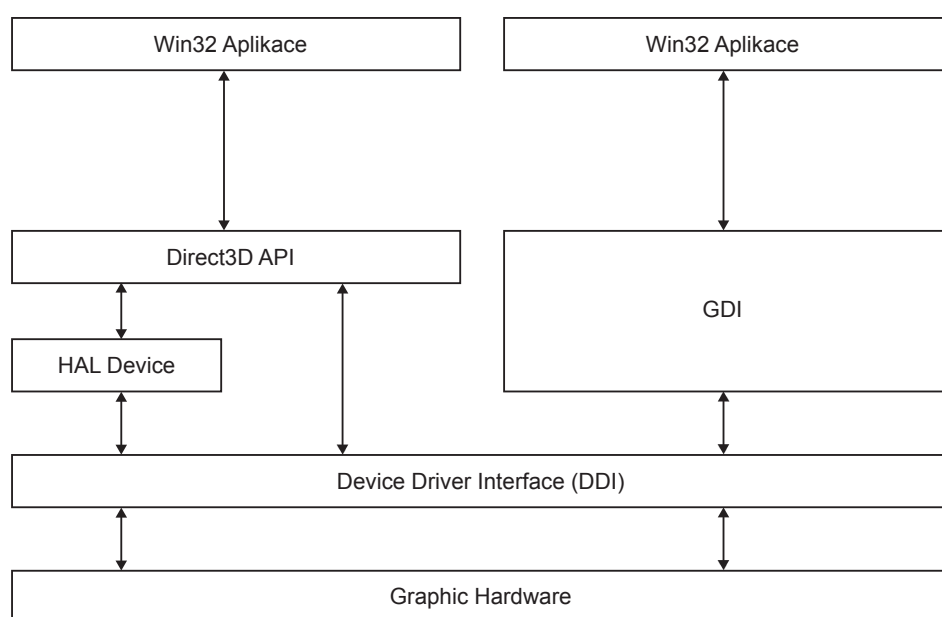 Win32 Aplikace
Win32 Aplikace
Direct3D API
GDI
HAL Device
Device Driver Interface (DDI)
Graphic Hardware